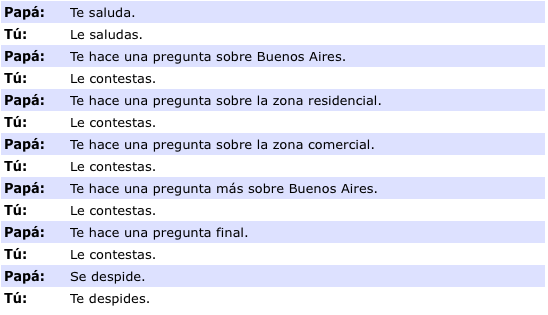 Papá: Te saluda.
Tú: Le saludas.
Papá: Te hace una pregunta sobre Buenos Aires.
Tú: Le contestas.
Papá: Te hace una pregunta sobre la zona residencial.
Tú: Le contestas.
Papá: Te hace una pregunta sobre la zona comercial.
Tú: Le contestas.
Papá: Te hace una pregunta más sobre Buenos Aires.
Tú: Le contestas.
Papá: Te hace una pregunta final.
Tú: Le contestas.
Papá: Se despide.
Tú: Te despides.